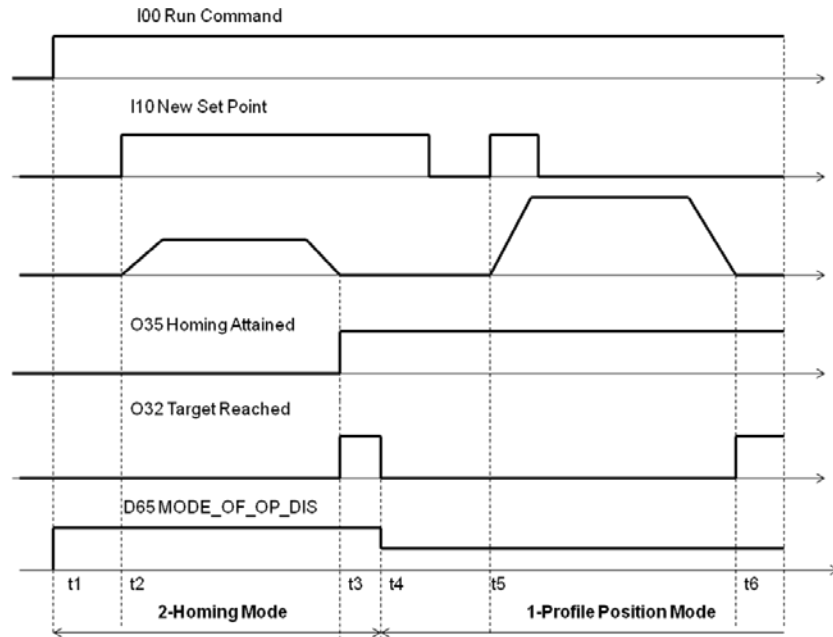 I00 Run Command
I10 New Set Point
O35 Homing Attained
O32 Target Reached
D65 MODE_OF_OP_DIS
t1 t2 t3 t4 t5 t6
2-Homing Mode 1-Profile Position Mode